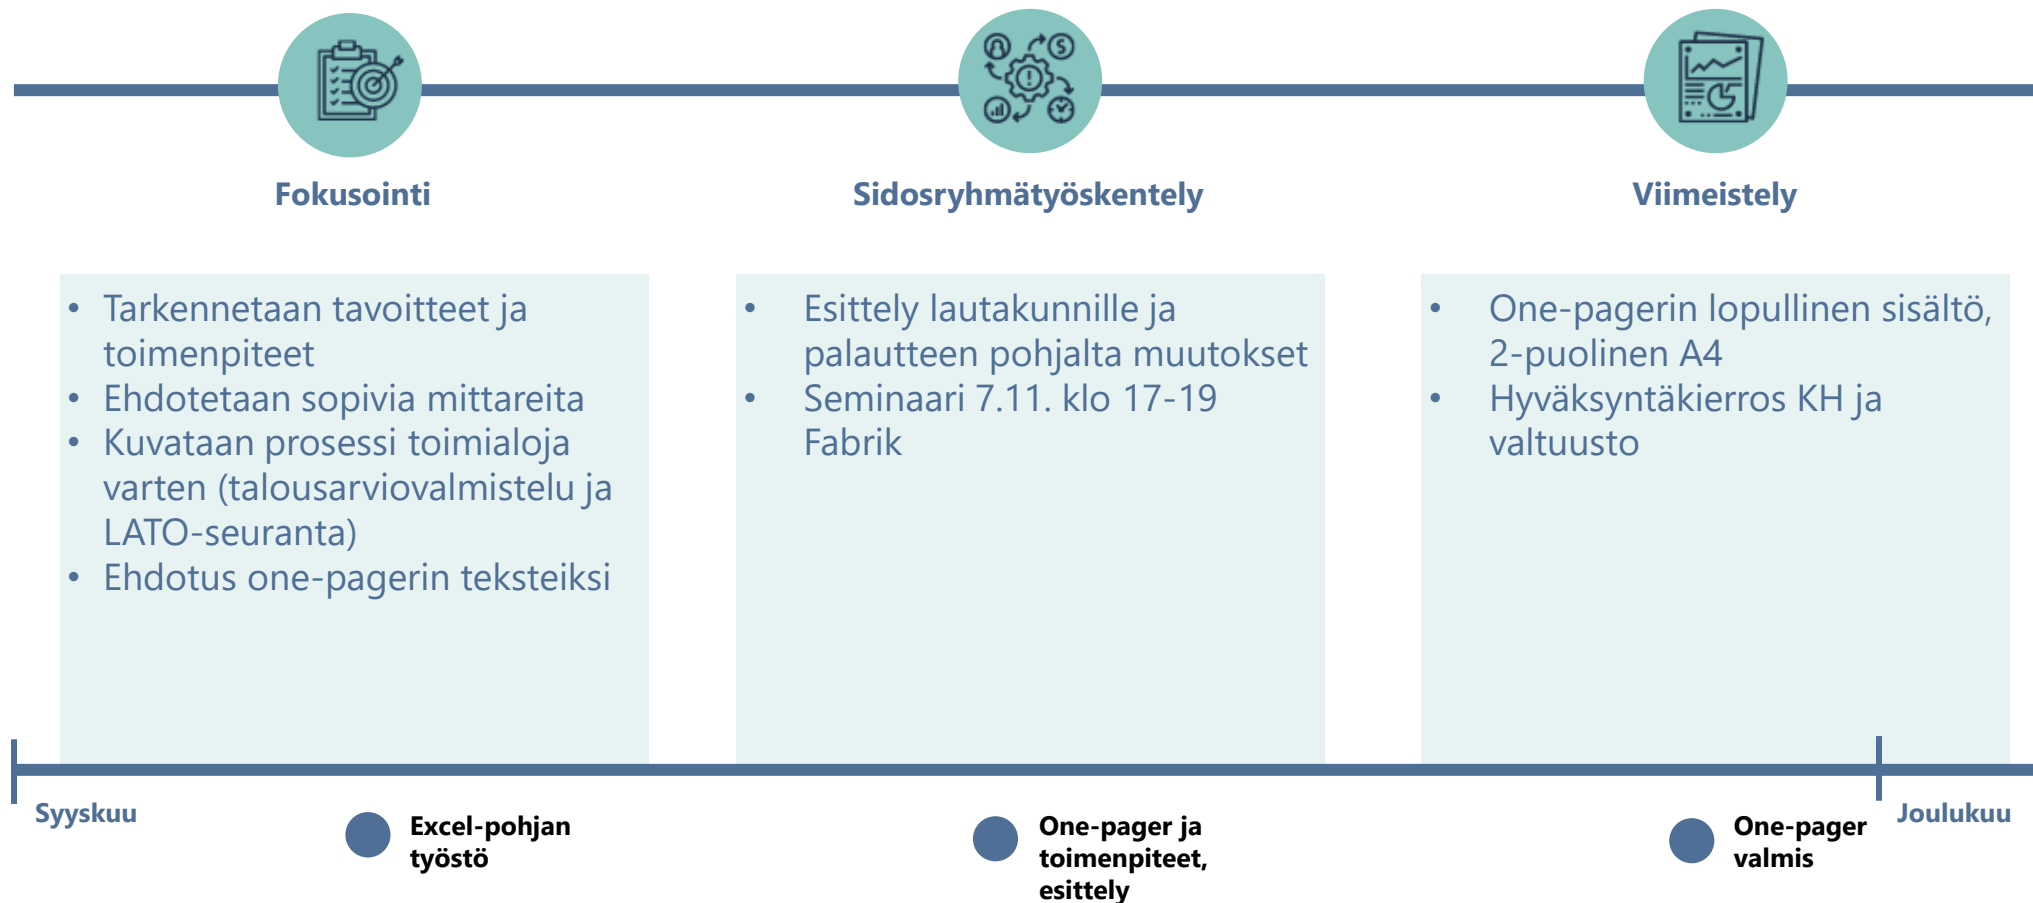 Fokusointi
Sidosryhmätyöskentely
Viimeistely
• Tarkennetaan tavoitteet ja
toimenpiteet
• Ehdotetaan sopivia mittareita
• Kuvataan prosessi toimialoja
varten (talousarviovalmistelu ja
LATO-seuranta)
• Ehdotus one-pagerin teksteiksi
• Esittely lautakunnille ja
palautteen pohjalta muutokset
• Seminaari 7.11. klo 17-19
Fabrik
• One-pagerin lopullinen sisältö,
2-puolinen A4
• Hyväksyntäkierros KH ja
valtuusto
Syyskuu
Excel-pohjan
työstö
One-pager ja
toimenpiteet,
esittely
One-pager
valmis
Joulukuu